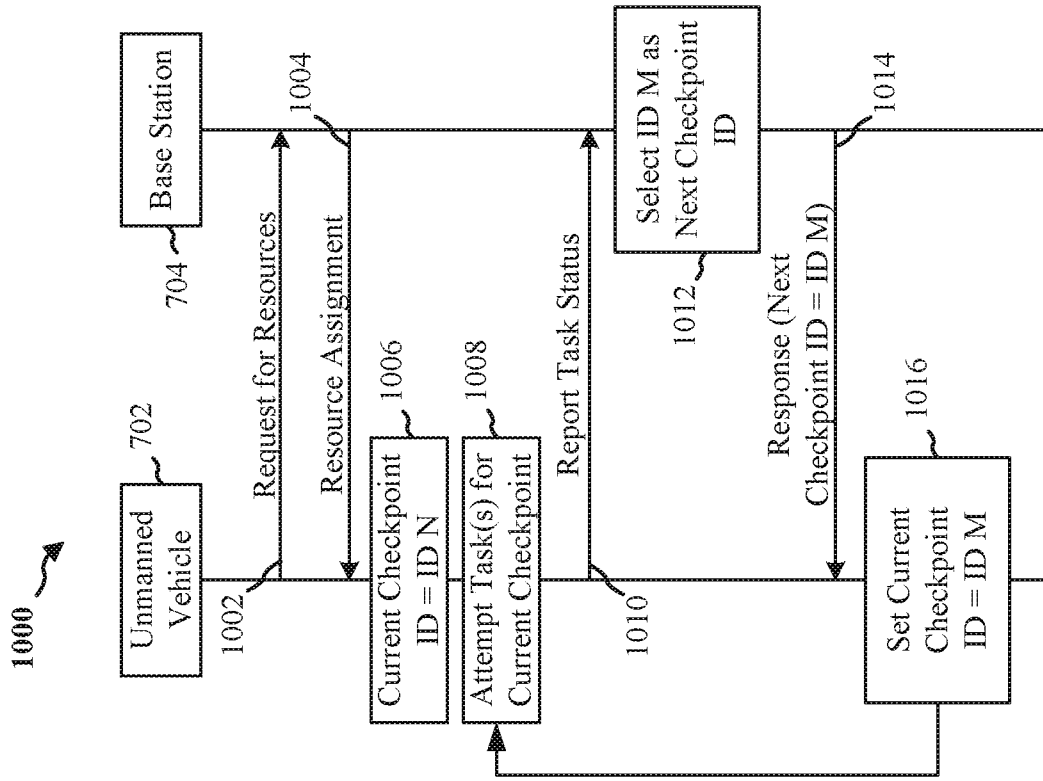 1000
702
Unmanned
Vehicle
Base Station
704
1002
Request for Resources
Resource Assignment
1004
Current Checkpoint
ID = ID N
1006
Attempt Task(s) for
Current Checkpoint
1008
Report Task Status
1010
Select ID M as
Next Checkpoint
ID
1012
Response (Next
Checkpoint ID = ID M)
1014
Set Current
Checkpoint
ID = ID M
1016